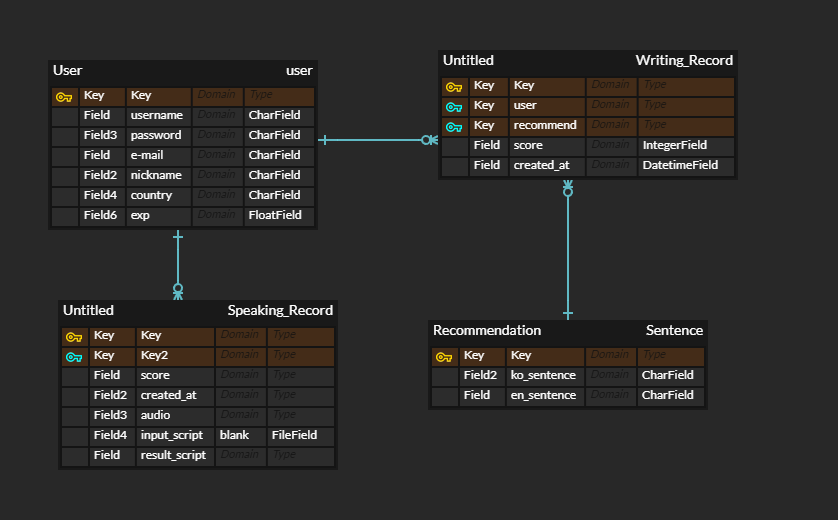 User user
Key Key Domain Type
Field username Domain CharField
Field3 password Domain CharField
Field e-mail Domain CharField
Field2 nickname Domain CharField
Field4 country Domain CharField
Field6 exp Domain FloatField
Untitled Writing_Record
Key Key Domain Type
Key user Domain Type
Key recommend Domain Type
Field score Domain IntegerField
Field created_at Domain DatetimeField
Untitled Speaking_Record
Key Key Domain Type
Key Key2 Domain Type
Field score Domain Type
Field2 created_at Domain Type
Field3 audio Domain Type
Field4 input_script blank FileField
Field result_script Domain Type
Recommendation Sentence
Key Key Domain Type
Field2 ko_sentence Domain CharField
Field en_sentence Domain CharField